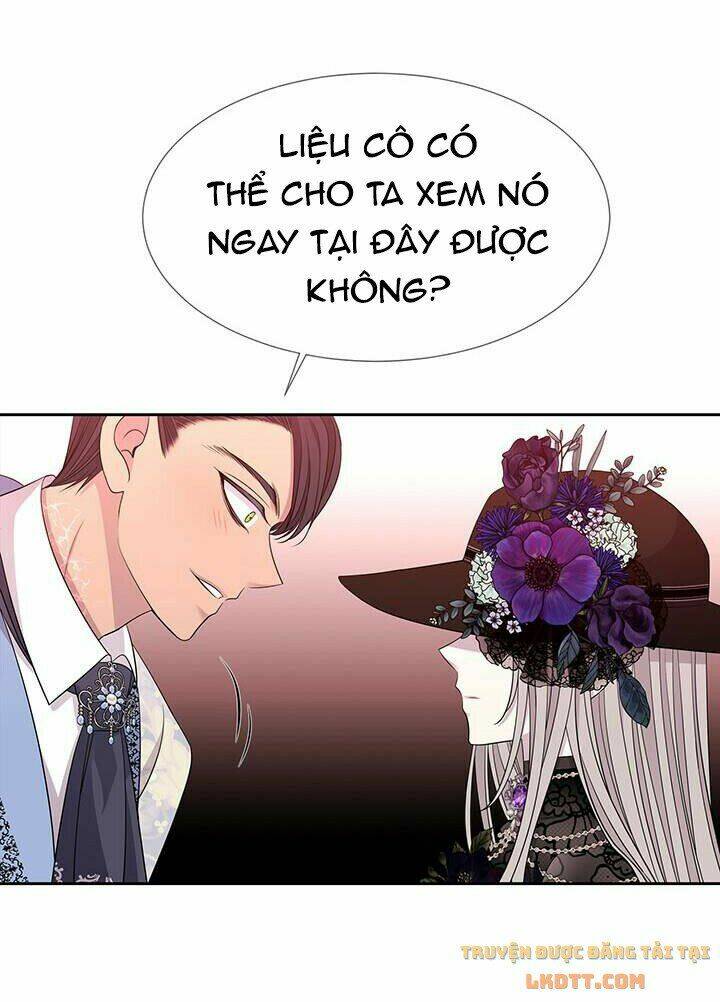 LIỆU CÔ CÓ
THỂ CHO TA XEM NÓ
NGAY TẠI ĐÂY ĐƯỢC
KHÔNG?
TRUYỆN ĐƯỢC ĐĂNG TẢI TẠI
LKDTT.COM